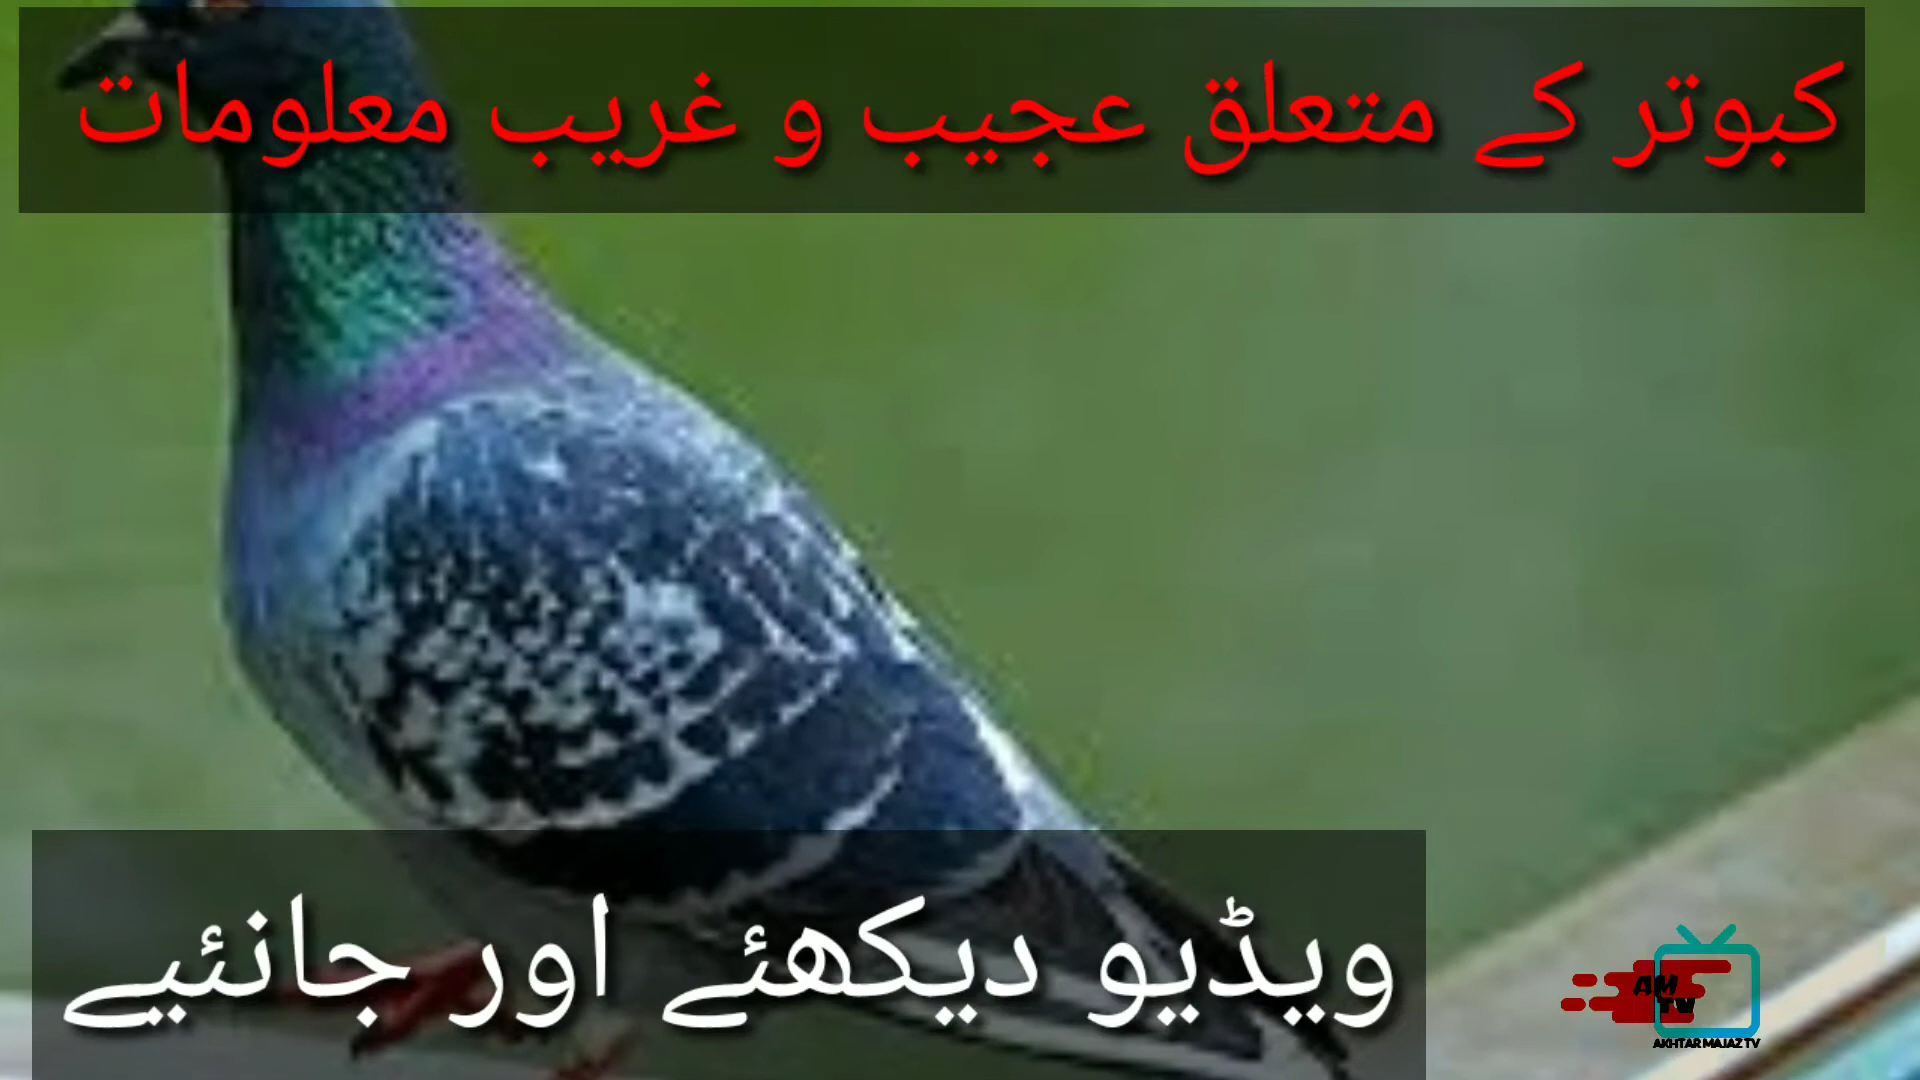 کبوتر کے متعلق عجیب و غریب معلومات
ویڈیو دیکھئے اور جانئیے
AM
TV
AKHTAR MAJAZ TV